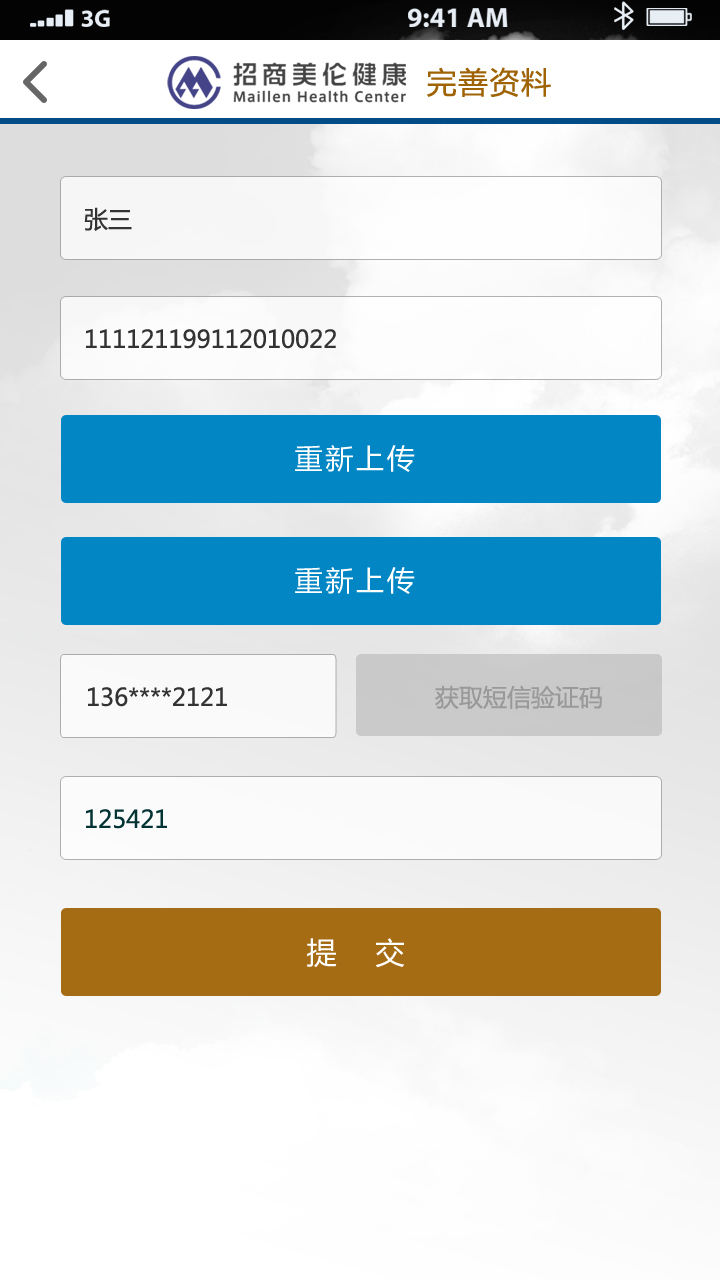 3G 9:41 AM
招商美伦健康
Maillen Health Center
完善资料
张三
111121199112010022
重新上传
重新上传
136****2121 获取短信验证码
125421
提 交